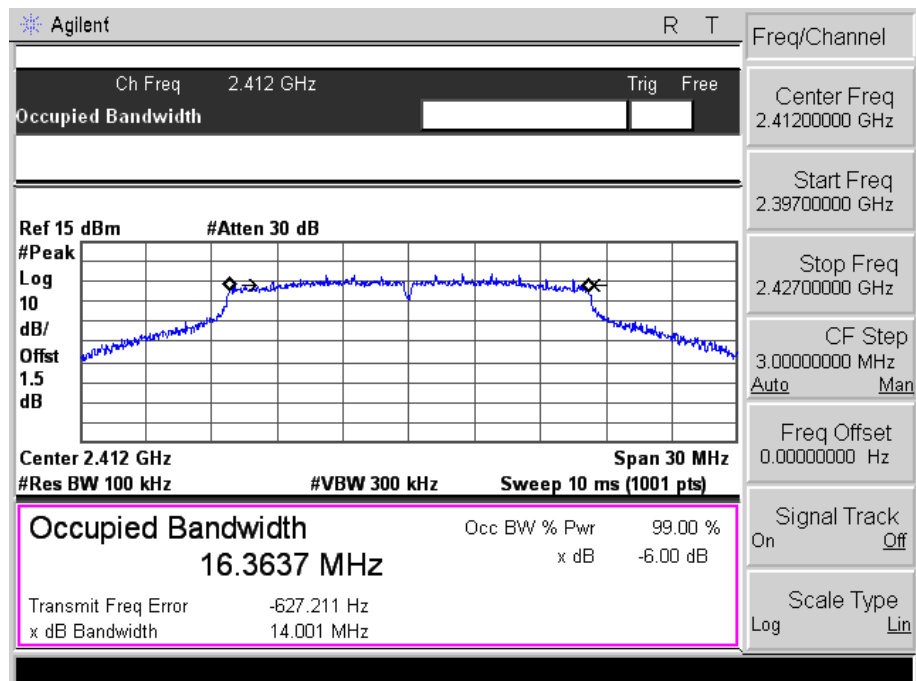 Agilent R T
Ch Freq 2.412 GHz Trig Free
Occupied Bandwidth
Ref 15 dBm #Atten 30 dB
#Peak
Log
10
dB/
Offst
1.5
dB
Center 2.412 GHz Span 30 MHz
#Res BW 100 kHz #VBW 300 kHz Sweep 10 ms (1001 pts)
Occupied Bandwidth
16.3637 MHz
Occ BW % Pwr 99.00 %
x dB -6.00 dB
Transmit Freq Error -627.211 Hz
x dB Bandwidth 14.001 MHz
Freq/Channel
Center Freq
2.41200000 GHz
Start Freq
2.39700000 GHz
Stop Freq
2.42700000 GHz
CF Step
3.00000000 MHz
Auto Man
Freq Offset
0.00000000 Hz
Signal Track
On Off
Scale Type
Log Lin